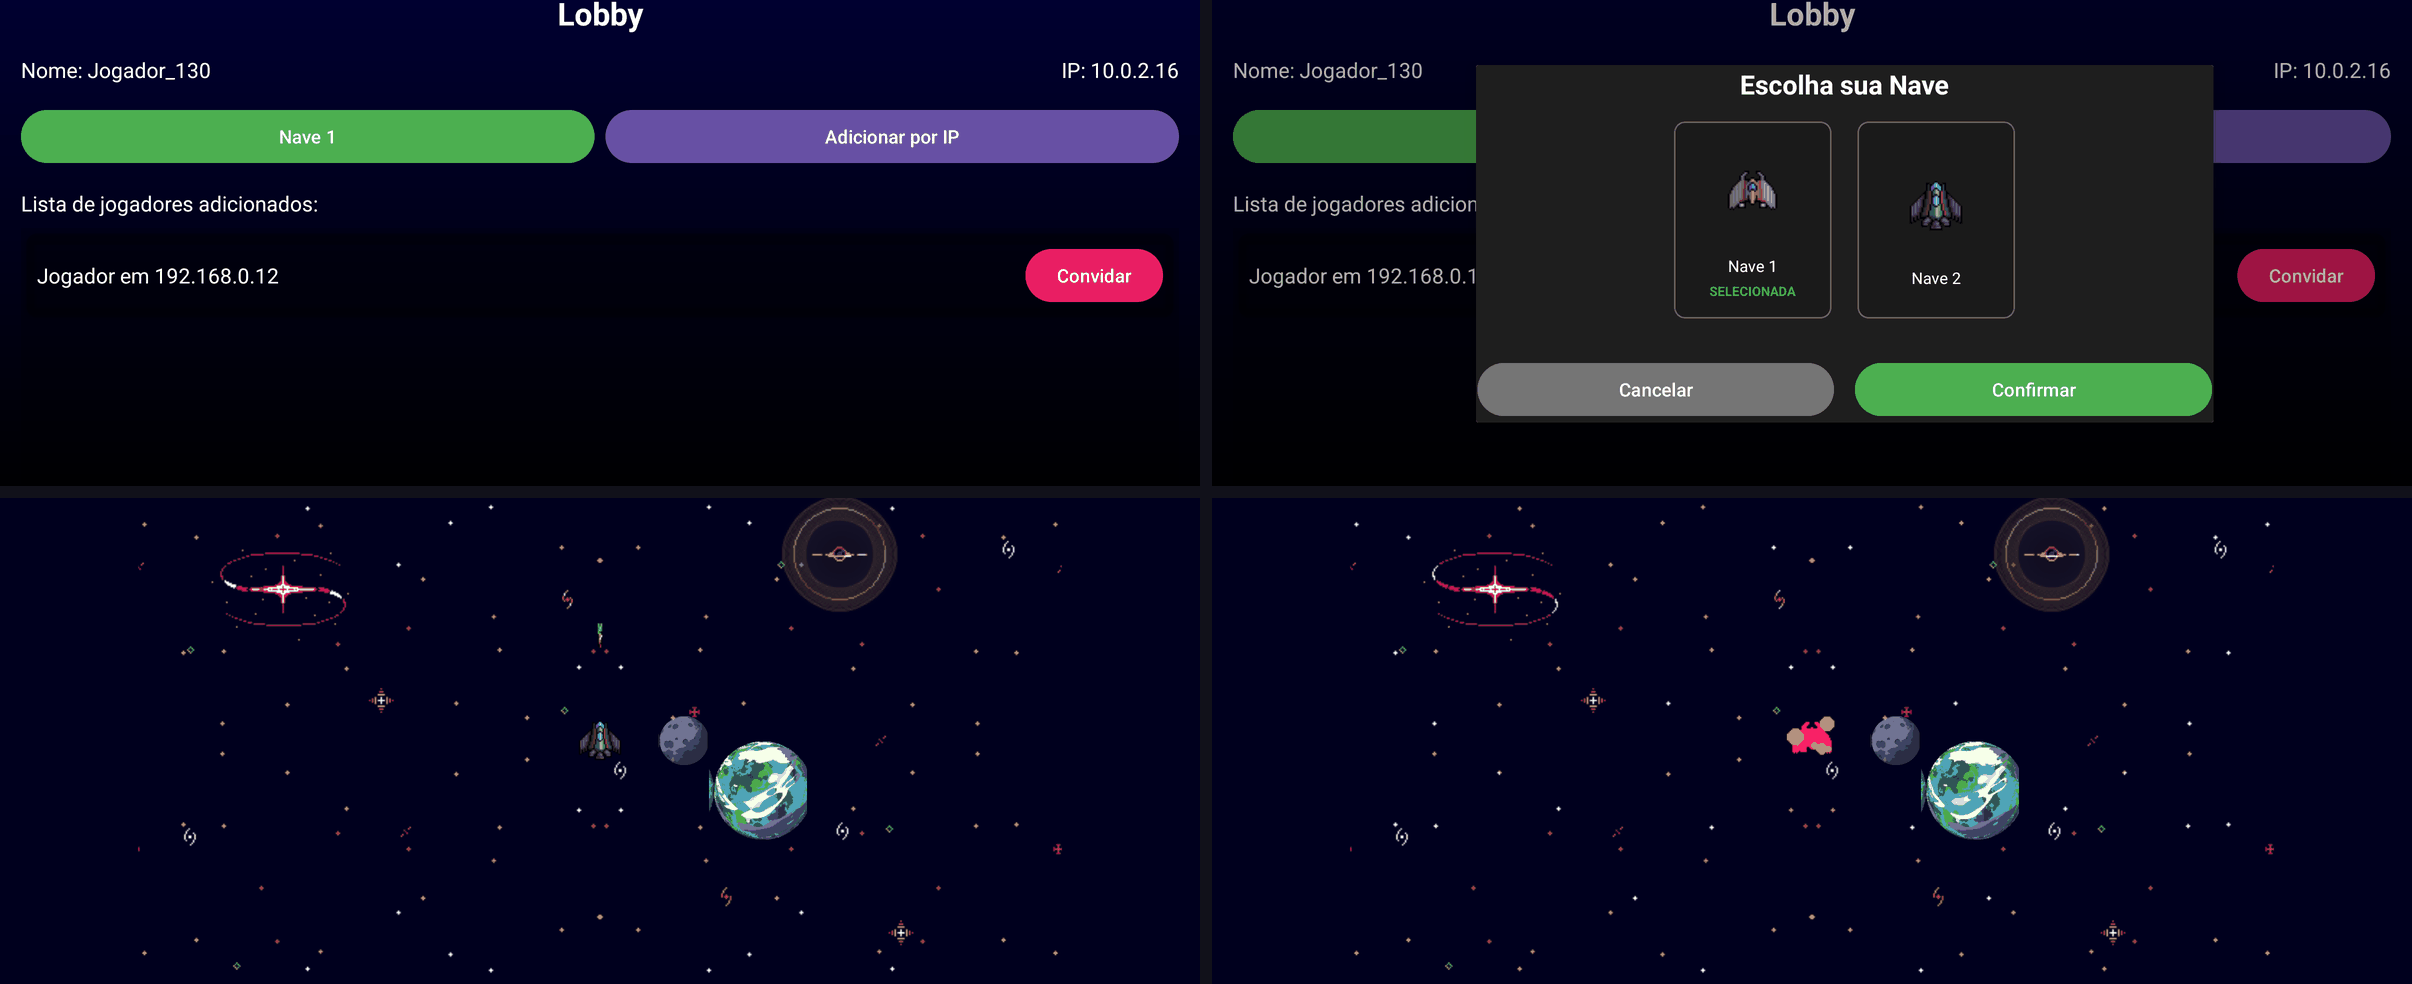 Lobby
Nome: Jogador_130
IP: 10.0.2.16
Nave 1
Adicionar por IP
Lista de jogadores adicionados:
Jogador em 192.168.0.12
Convidar
Lobby
Nome: Jogador_130
IP: 10.0.2.16
Escolha sua Nave
Lista de jogadores adicion
Jogador em 192.168.0.1
Nave 1
SELECIONADA
Nave 2
Convidar
Cancelar
Confirmar